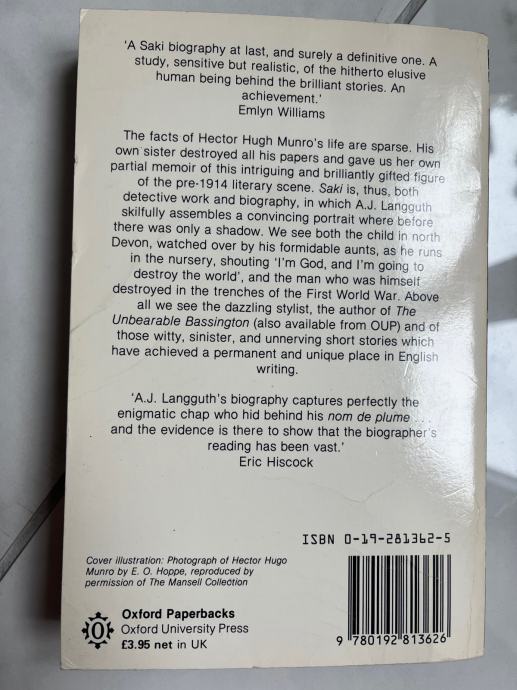 'A Saki biography at last, and surely a definitive one. A
study, sensitive but realistic, of the hitherto elusive
human being behind the brilliant stories. An
achievement.'
Emlyn Williams
The facts of Hector Hugh Munro's life are sparse. His
own sister destroyed all his papers and gave us her own
partial memoir of this intriguing and brilliantly gifted figure
of the pre-1914 literary scene. Saki is, thus, both
detective work and biography, in which A.J. Langguth
skilfully assembles a convincing portrait where before
there was only a shadow. We see both the child in north
Devon, watched over by his formidable aunts, as he runs
in the nursery, shouting 'I'm God, and I'm going to
destroy the world', and the man who was himself
destroyed in the trenches of the First World War. Above
all we see the dazzling stylist, the author of The
Unbearable Bassington (also available from OUP) and of
those witty, sinister, and unnerving short stories which
have achieved a permanent and unique place in English
writing.
'A.J. Langguth's biography captures perfectly the
enigmatic chap who hid behind his nom de plume . . .
and the evidence is there to show that the biographer's
reading has been vast.'
Eric Hiscock
ISBN 0-19-281362-5
Cover illustration: Photograph of Hector Hugo
Munro by E. O. Hoppe, reproduced by
permission of The Mansell Collection
Oxford Paperbacks
Oxford University Press
£3.95 net in UK
9 780192 813626